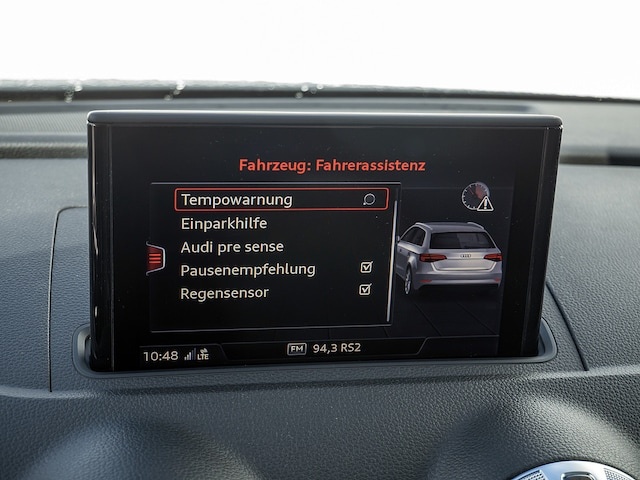 Fahrzeug: Fahrerassistenz
Tempowarnung
Einparkhilfe
Audi pre sense
Pausenempfehlung
Regensensor
10:48 LTE FM 94,3 RS2